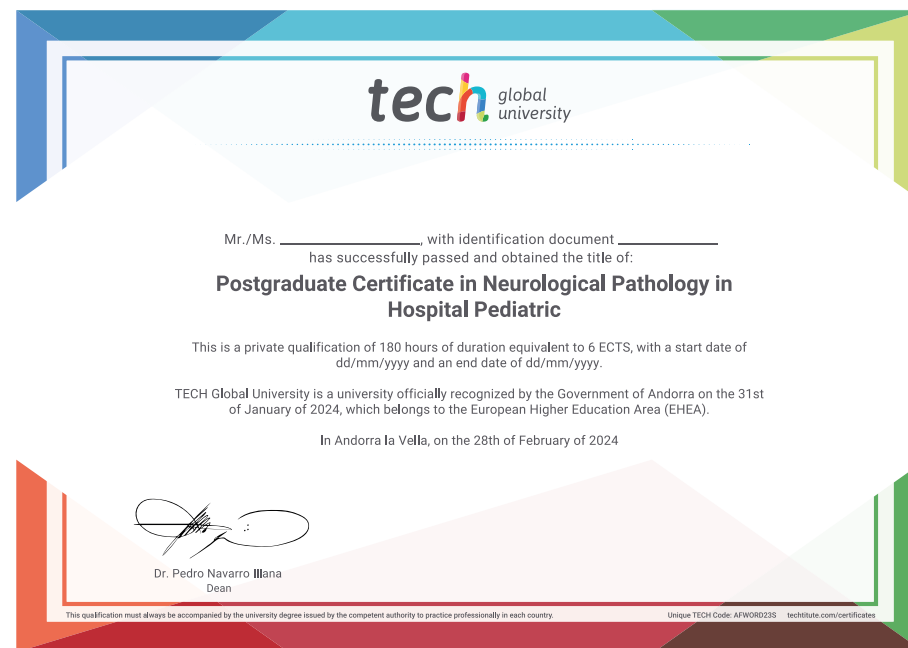 tech global university
Mr./Ms. ____________________, with identification document ______________
has successfully passed and obtained the title of:
Postgraduate Certificate in Neurological Pathology in
Hospital Pediatric
This is a private qualification of 180 hours of duration equivalent to 6 ECTS, with a start date of
dd/mm/yyyy and an end date of dd/mm/yyyy.
TECH Global University is a university officially recognized by the Government of Andorra on the 31st
of January of 2024, which belongs to the European Higher Education Area (EHEA).
In Andorra la Vella, on the 28th of February of 2024
Dr. Pedro Navarro Illana
Dean
This qualification must always be accompanied by the university degree issued by the competent authority to practice professionally in each country. Unique TECH Code: AFWORD23S techtitute.com/certificates